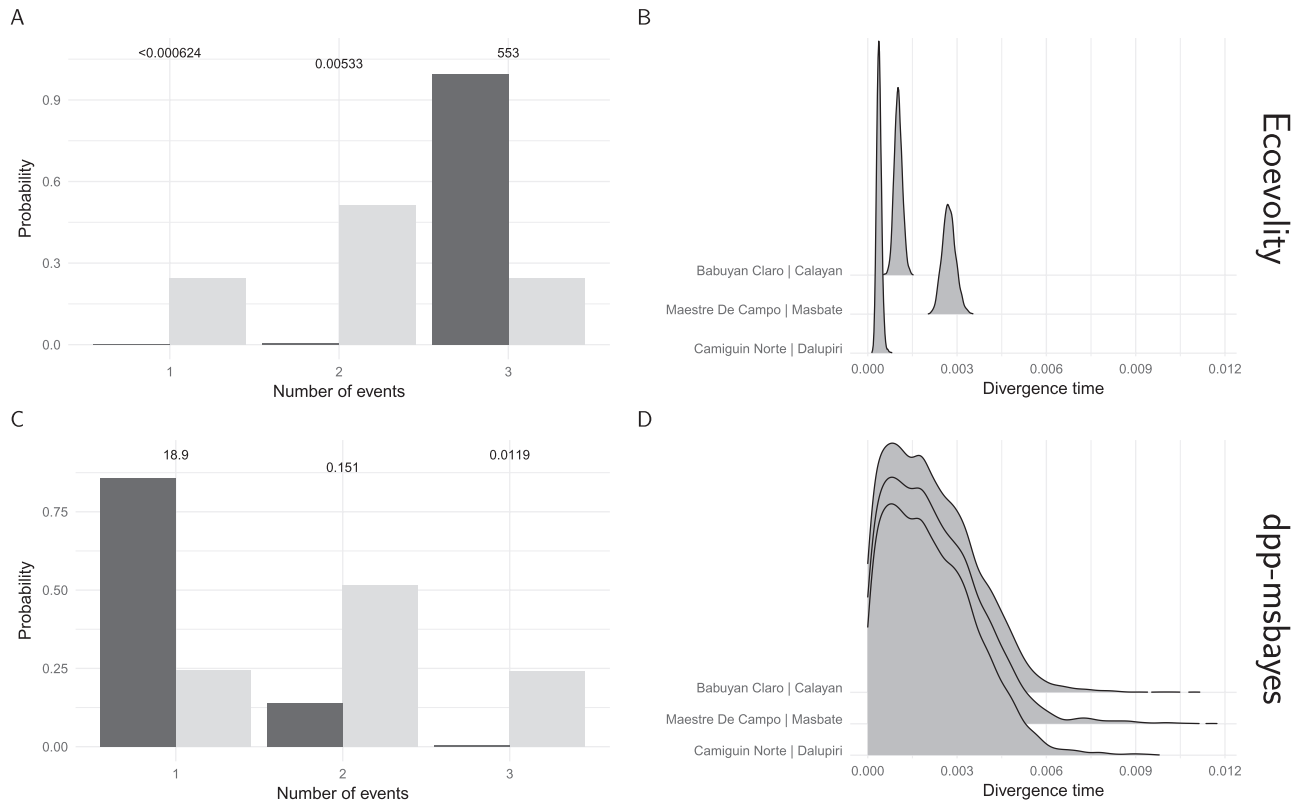 A
<0.000624
0.00533
553
0.9
0.6
0.3
0.0
Probability
1
2
3
Number of events
B
Babuyan Claro | Calayan
Maestre De Campo | Masbate
Camiguin Norte | Dalupiri
0.000
0.003
0.006
0.009
0.012
Divergence time
Ecoevolity
C
18.9
0.151
0.0119
0.75
0.50
0.25
0.00
Probability
1
2
3
Number of events
D
Babuyan Claro | Calayan
Maestre De Campo | Masbate
Camiguin Norte | Dalupiri
0.000
0.003
0.006
0.009
0.012
Divergence time
dpp-msbayes